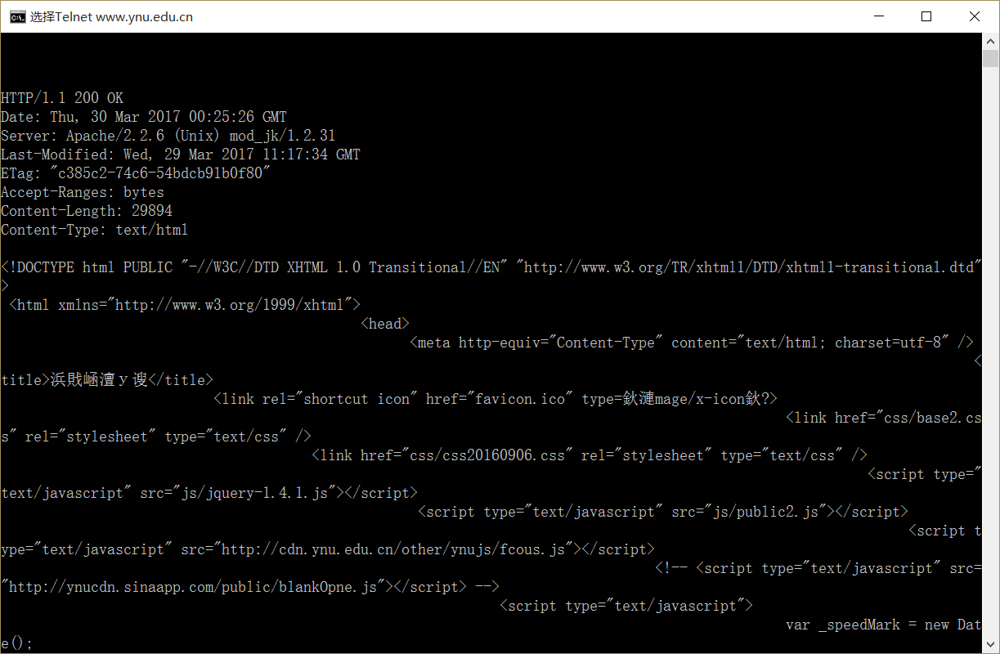 选择Telnet www.ynu.edu.cn
HTTP/1.1 200 OK
Date: Thu, 30 Mar 2017 00:25:26 GMT
Server: Apache/2.2.6 (Unix) mod_jk/1.2.31
Last-Modified: Wed, 29 Mar 2017 11:17:34 GMT
ETag: "c385c2-74c6-54bdcb91b0f80"
Accept-Ranges: bytes
Content-Length: 29894
Content-Type: text/html
<!DOCTYPE html PUBLIC "-//W3C//DTD XHTML 1.0 Transitional//EN" "http://www.w3.org/TR/xhtml1/DTD/xhtml1-transitional.dtd"
>
<html xmlns="http://www.w3.org/1999/xhtml">
<head>
<meta http-equiv="Content-Type" content="text/html; charset=utf-8" />
<
title>浜戝崡澶у谡</title>
<link rel="shortcut icon" href="favicon.ico" type=鈥漣mage/x-icon鈥?>
<link href="css/base2.cs
s" rel="stylesheet" type="text/css" />
<link href="css/css20160906.css" rel="stylesheet" type="text/css" />
<script type="
text/javascript" src="js/jquery-1.4.1.js"></script>
<script type="text/javascript" src="js/public2.js"></script>
<script t
ype="text/javascript" src="http://cdn.ynu.edu.cn/other/ynujs/fcous.js"></script>
<!-- <script type="text/javascript" src=
"http://ynucdn.sinaapp.com/public/blankOpne.js"></script> -->
<script type="text/javascript">
var _speedMark = new Dat
e();